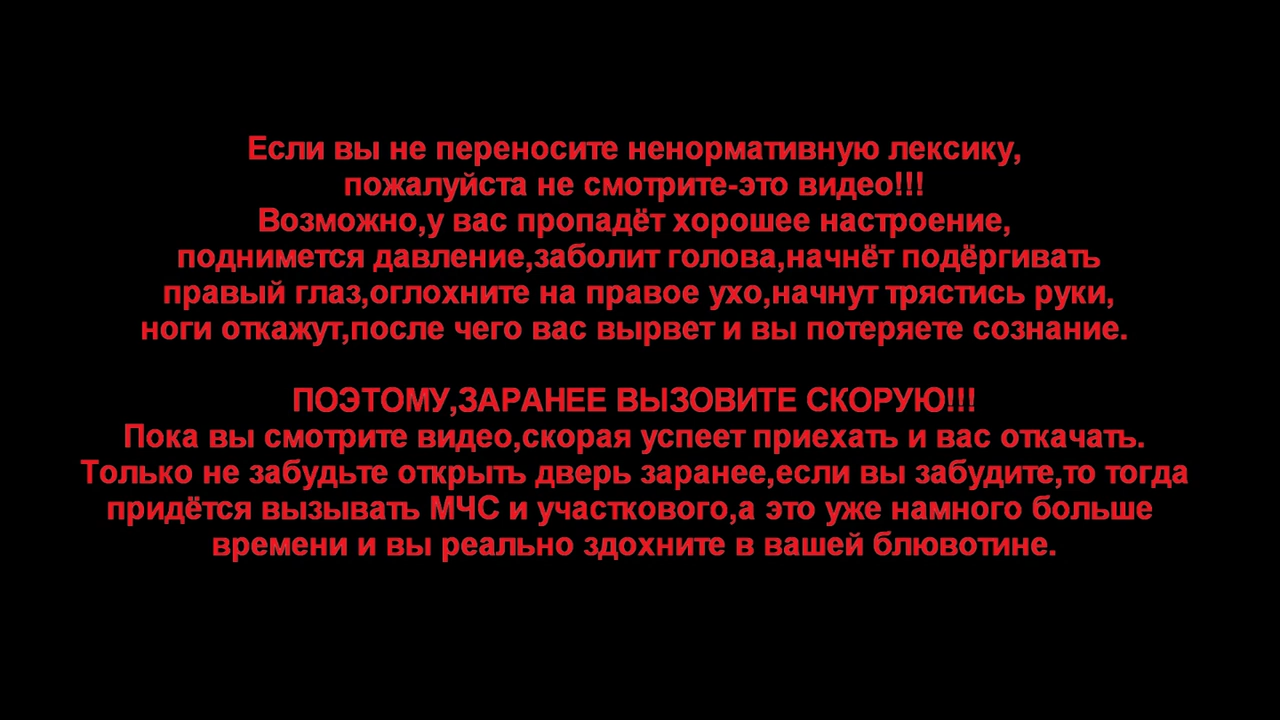 Если вы не переносите ненормативную лексику,
пожалуйста не смотрите-это видео!!!
Возможно,у вас пропадёт хорошее настроение,
поднимется давление,заболит голова,начнёт подёргивать
правый глаз,оглохните на правое ухо,начнут трястись руки,
ноги откажут,после чего вас вырвет и вы потеряете сознание.
ПОЭТОМУ,ЗАРАНЕЕ ВЫЗОВИТЕ СКОРУЮ!!!
Пока вы смотрите видео,скорая успеет приехать и вас откачать.
Только не забудьте открыть дверь заранее,если вы забудите,то тогда
придётся вызывать МЧС и участкового,а это уже намного больше
времени и вы реально здохните в вашей блювотине.